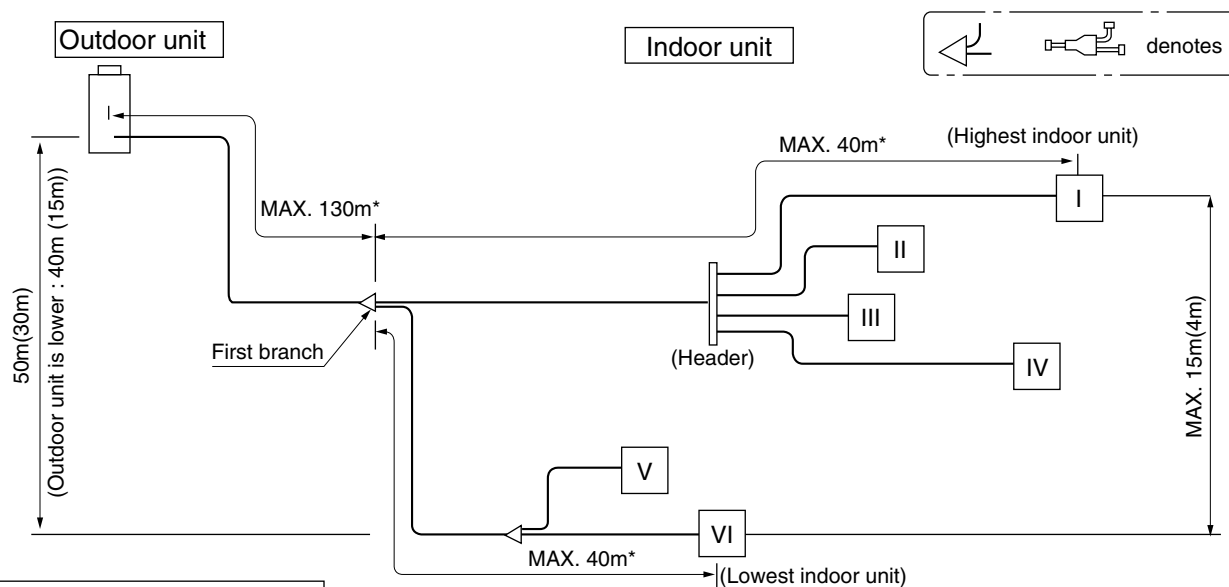 Outdoor unit
Indoor unit
denotes
(Highest indoor unit)
MAX. 40m*
I
MAX. 130m*
II
50m(30m)
(Outdoor unit is lower : 40m (15m))
III
First branch
(Header)
IV
MAX. 15m(4m)
V
VI
MAX. 40m*
(Lowest indoor unit)